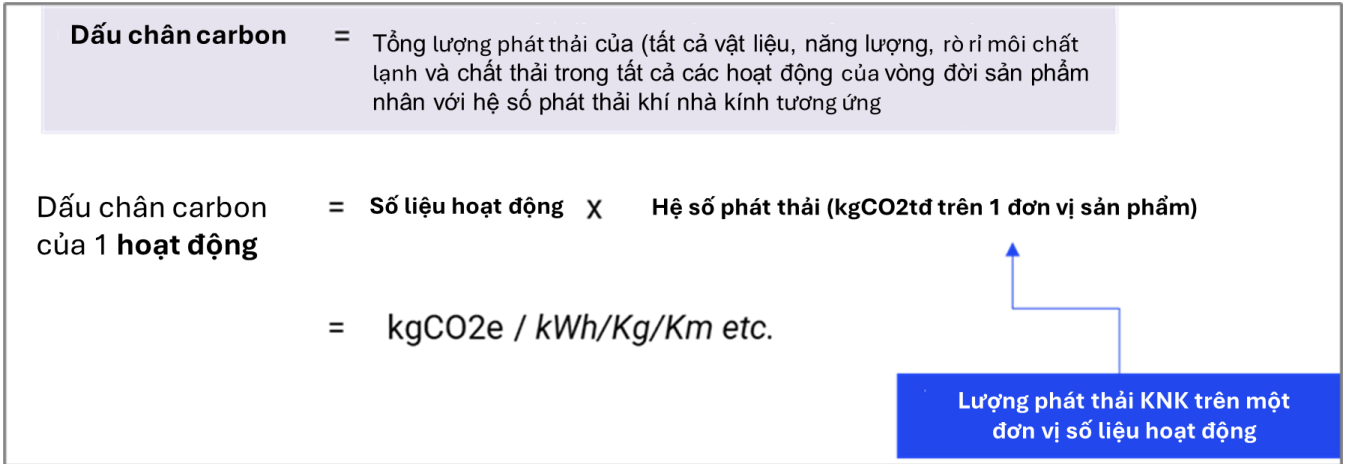 Dấu chân carbon = Tổng lượng phát thải của (tất cả vật liệu, năng lượng, rò rỉ môi chất
lạnh và chất thải trong tất cả các hoạt động của vòng đời sản phẩm
nhân với hệ số phát thải khí nhà kính tương ứng
Dấu chân carbon = Số liệu hoạt động x Hệ số phát thải (kgCO2tđ trên 1 đơn vị sản phẩm)
của 1 hoạt động
= kgCO2e / kWh/Kg/Km etc.
Lượng phát thải KNK trên một
đơn vị số liệu hoạt động